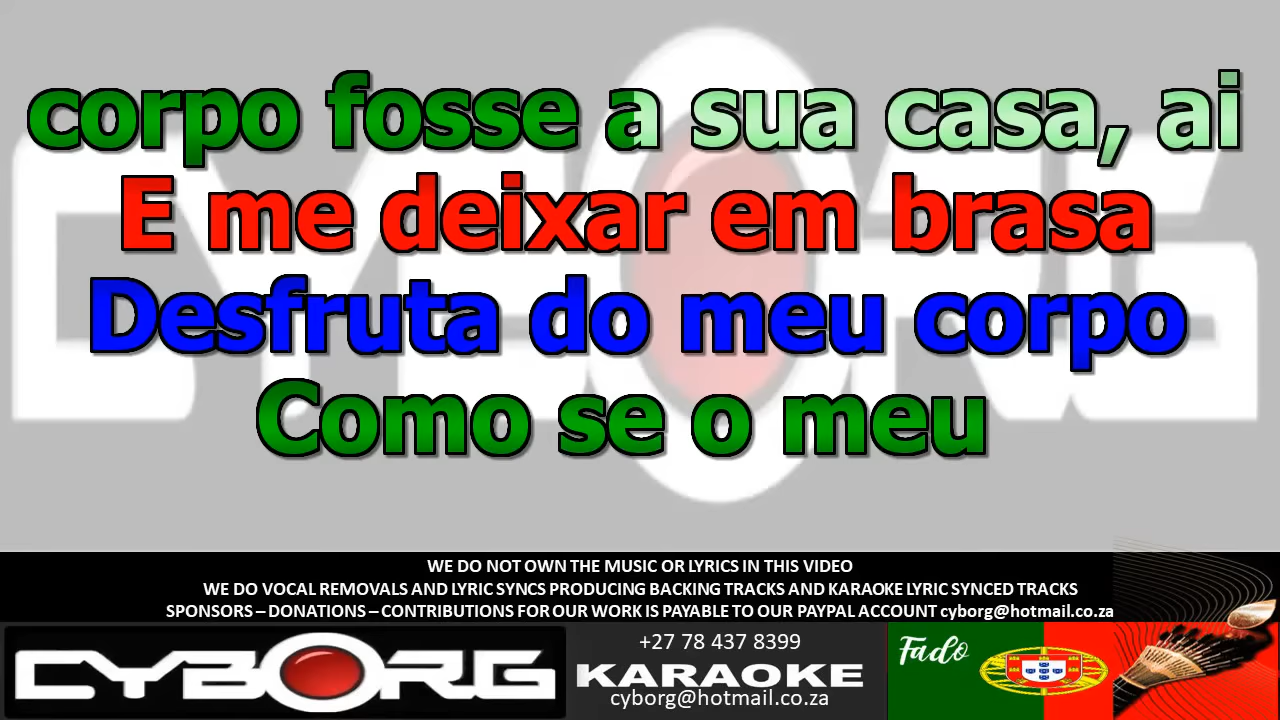 corpo fosse a sua casa, ai
E me deixar em brasa
Desfruta do meu corpo
Como se o meu
WE DO NOT OWN THE MUSIC OR LYRICS IN THIS VIDEO
WE DO VOCAL REMOVALS AND LYRIC SYNCS PRODUCING BACKING TRACKS AND KARAOKE LYRIC SYNCED TRACKS
SPONSORS – DONATIONS – CONTRIBUTIONS FOR OUR WORK IS PAYABLE TO OUR PAYPAL ACCOUNT cyborg@hotmail.co.za
CYBORG
+27 78 437 8399
KARAOKE
cyborg@hotmail.co.za
Fado